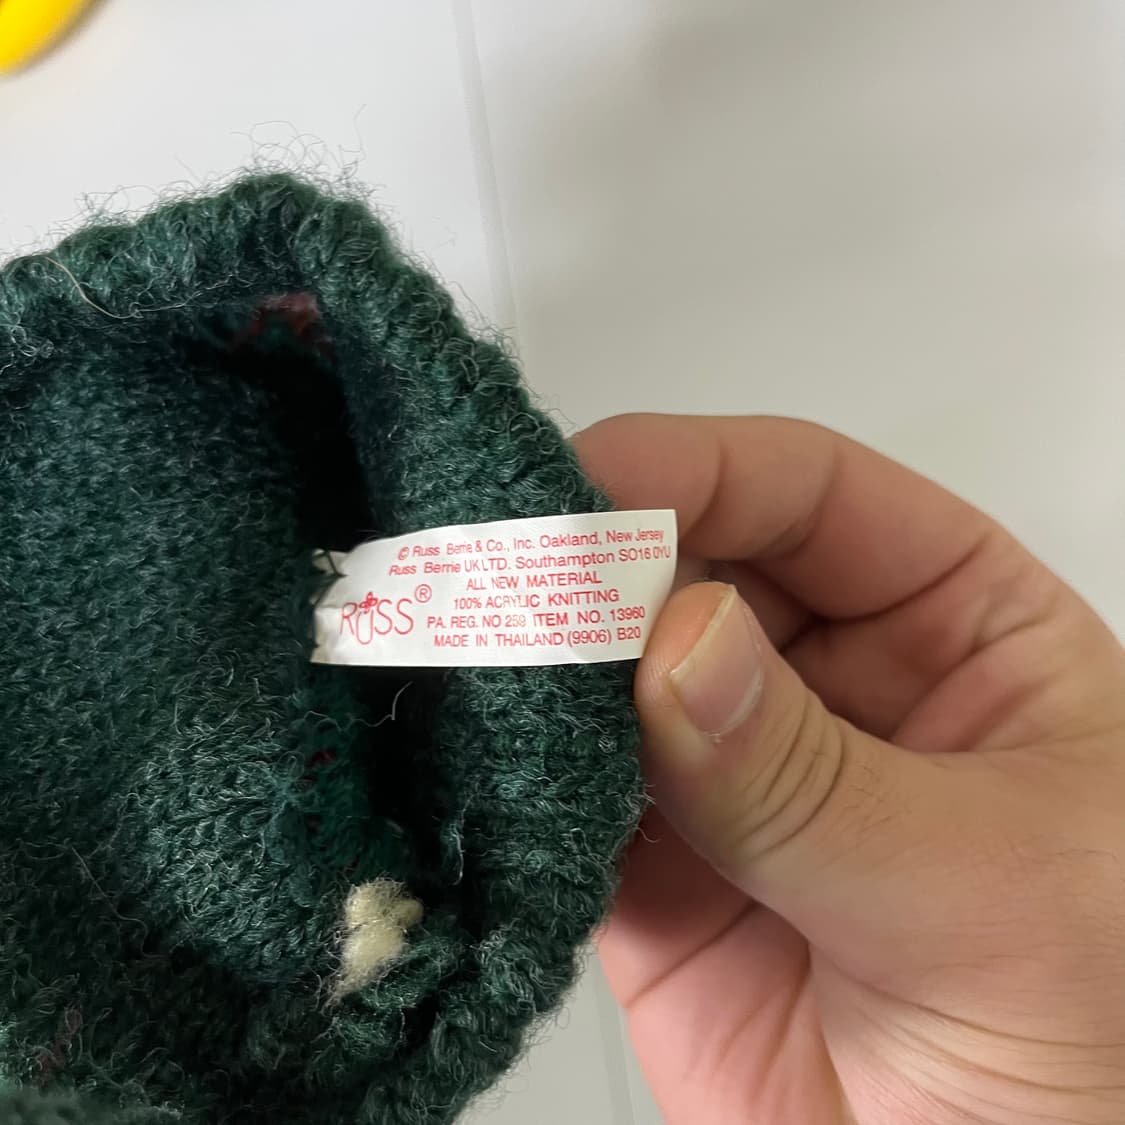 © Russ Berrie & Co., Inc. Oakland, New Jersey
Russ Berrie UK LTD. Southampton SO16 0YU
ALL NEW MATERIAL
RUSS® 100% ACRYLIC KNITTING
PA. REG. NO 259 ITEM NO. 13960
MADE IN THAILAND (9906) B20